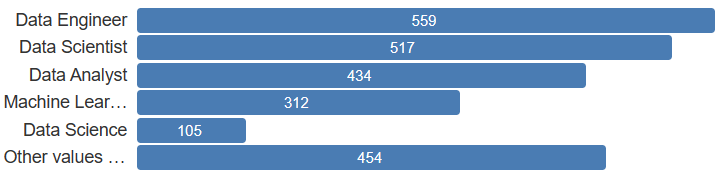 Data Engineer 559
Data Scientist 517
Data Analyst 434
Machine Lear... 312
Data Science 105
Other values ... 454